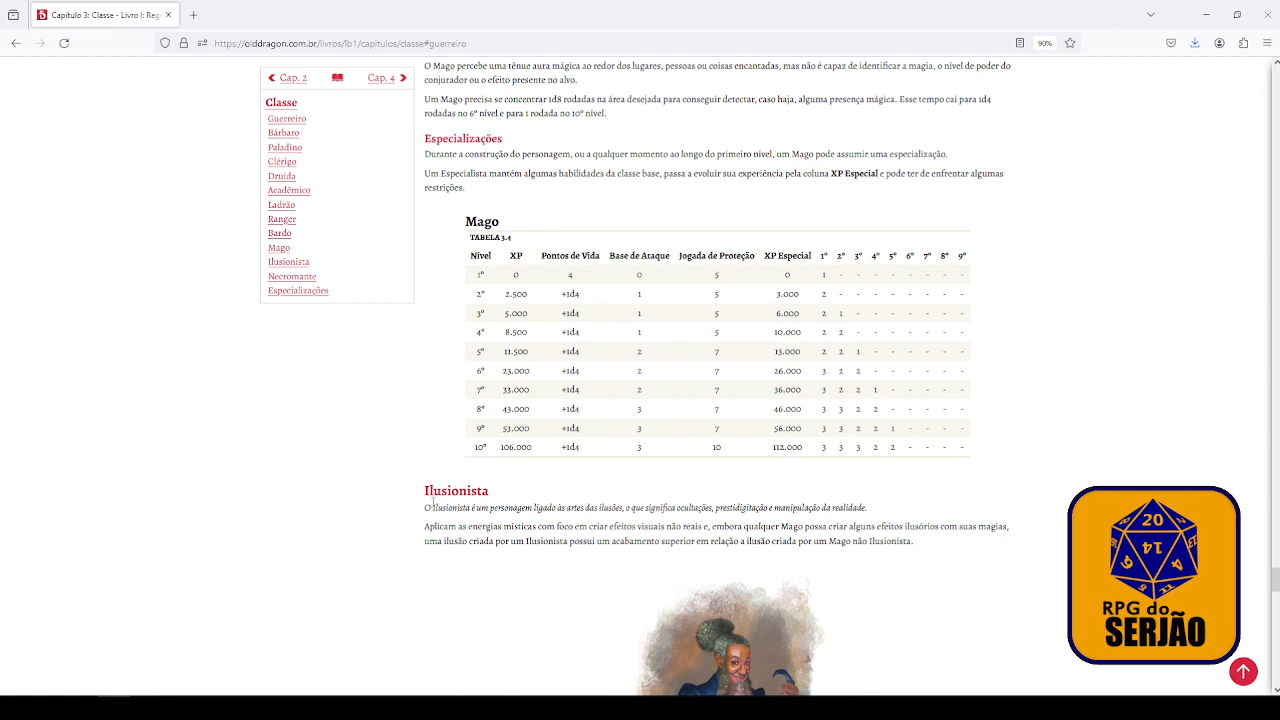 Capítulo 3: Classe - Livro I: Reg
https://olddragon.com.br/livros/lb1/capitulos/classe#guerreiro
90%
Cap. 2
Cap. 4
Classe
Guerreiro
Bárbaro
Paladino
Clérigo
Druida
Acadêmico
Ladrão
Ranger
Bardo
Mago
Ilusionista
Necromante
Especializações
O Mago percebe uma tênue aura mágica ao redor dos lugares, pessoas ou coisas encantadas, mas não é capaz de identificar a magia, o nível de poder do
conjurador ou o efeito presente no alvo.
Um Mago precisa se concentrar 1d8 rodadas na área desejada para conseguir detectar, caso haja, alguma presença mágica. Esse tempo cai para 1d4
rodadas no 6º nível e para 1 rodada no 10º nível.
Especializações
Durante a construção do personagem, ou a qualquer momento ao longo do primeiro nível, um Mago pode assumir uma especialização.
Um Especialista mantém algumas habilidades da classe base, passa a evoluir sua experiência pela coluna XP Especial e pode ter de enfrentar algumas
restrições.
Mago
TABELA 3.4
Nível XP Pontos de Vida Base de Ataque Jogada de Proteção XP Especial 1º 2º 3º 4º 5º 6º 7º 8º 9º
1º 0 4 0 5 0 1 - - - - - - - -
2º 2.500 +1d4 1 5 3.000 2 - - - - - - - -
3º 5.000 +1d4 1 5 6.000 2 1 - - - - - - -
4º 8.500 +1d4 1 5 10.000 2 2 - - - - - - -
5º 11.500 +1d4 2 7 13.000 2 2 1 - - - - - -
6º 23.000 +1d4 2 7 26.000 3 2 2 - - - - - -
7º 33.000 +1d4 2 7 36.000 3 2 2 1 - - - - -
8º 43.000 +1d4 3 7 46.000 3 3 2 2 - - - - -
9º 53.000 +1d4 3 7 56.000 3 3 2 2 1 - - - -
10º 106.000 +1d4 3 10 112.000 3 3 3 2 2 - - - -
Ilusionista
O Ilusionista é um personagem ligado às artes das ilusões, o que significa ocultações, prestidigitação e manipulação da realidade.
Aplicam as energias místicas com foco em criar efeitos visuais não reais e, embora qualquer Mago possa criar alguns efeitos ilusórios com suas magias,
uma ilusão criada por um Ilusionista possui um acabamento superior em relação a ilusão criada por um Mago não Ilusionista.
20
14
6
4
RPG do
SERJÃO